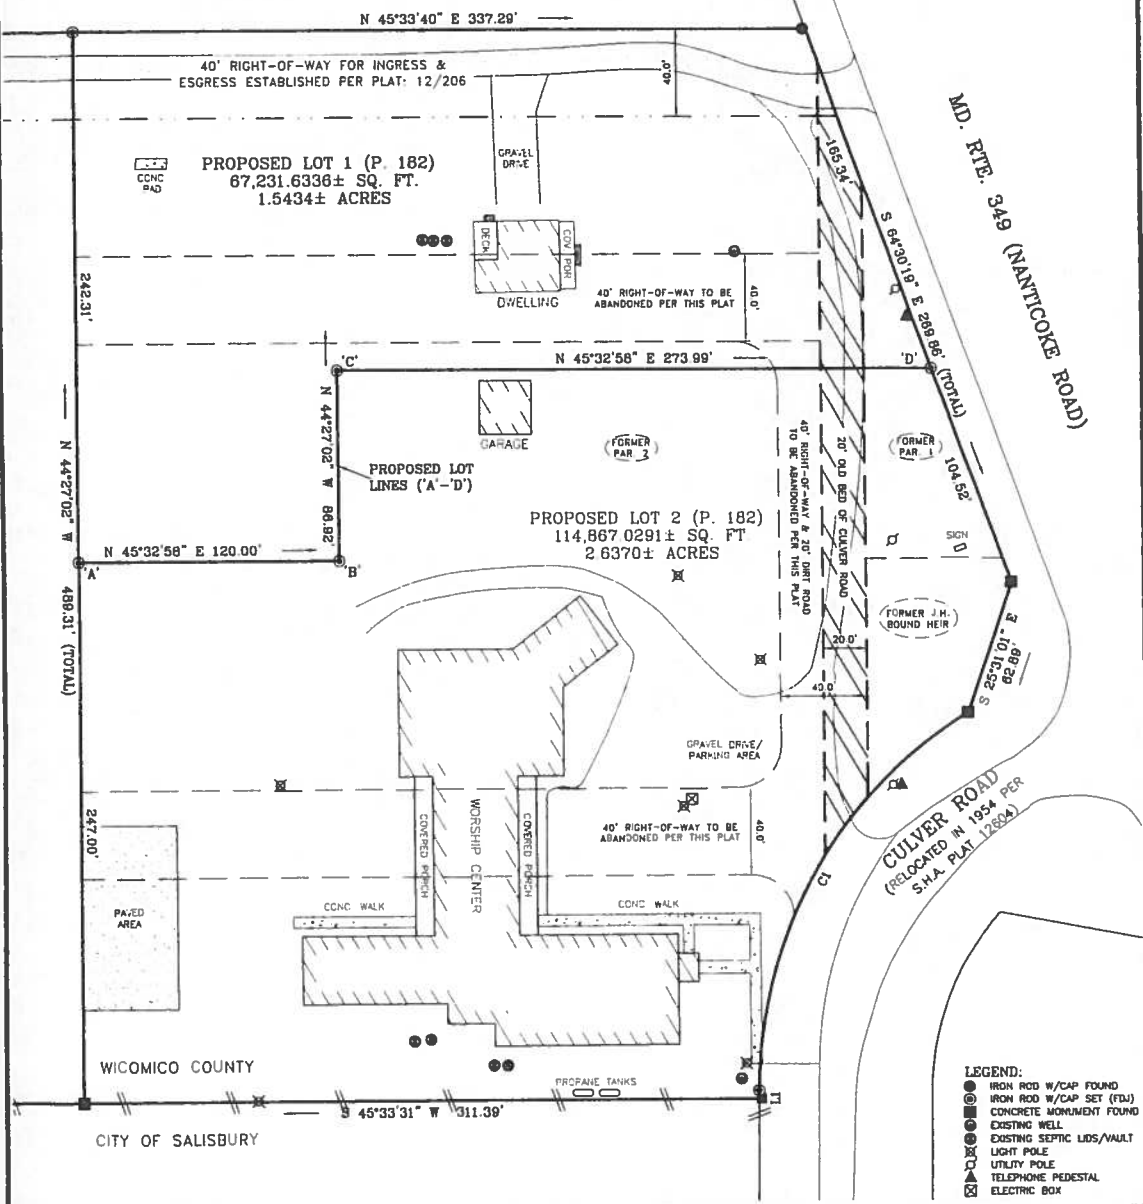 N 45°33'40" E 337.29'
40' RIGHT-OF-WAY FOR INGRESS &
ESGRESS ESTABLISHED PER PLAT: 12/206
40.0'
MD. RTE. 349 (NANTICOKE ROAD)
CONC
PAD
PROPOSED LOT 1 (P. 182)
67,231.6336± SQ. FT.
1.5434± ACRES
GRAVEL
DRIVE
165.34'
S 64°30'19" E 269.86' (TOTAL)
DECK
COV POR
DWELLING
242.31'
40' RIGHT-OF-WAY TO BE
ABANDONED PER THIS PLAT
40.0'
'C'
N 45°32'58" E 273.99'
'D'
N 44°27'02" W 86.92'
GARAGE
FORMER
PAR. 2
FORMER
PAR. 1
104.52'
PROPOSED LOT
LINES ('A'-'D')
40' RIGHT-OF-WAY & 20' DIRT ROAD
TO BE ABANDONED PER THIS PLAT
20' OLD BED OF CULVER ROAD
PROPOSED LOT 2 (P. 182)
114,867.0291± SQ. FT
2.6370± ACRES
SIGN
N 44°27'02" W 489.31' (TOTAL)
N 45°32'58" E 120.00'
'A'
'B'
FORMER J.H.
BOUND HEIR
20.0'
S 25°31'01" E
62.89'
40.0'
GRAVEL DRIVE/
PARKING AREA
247.00'
COVERED PORCH
WORSHIP CENTER
COVERED PORCH
40' RIGHT-OF-WAY TO BE
ABANDONED PER THIS PLAT
40.0'
CULVER ROAD
(RELOCATED IN 1954 PER
S.H.A. PLAT 12604)
C1
PAVED
AREA
CONC WALK
CONC WALK
WICOMICO COUNTY
PROPANE TANKS
S 45°33'31" W 311.39'
CITY OF SALISBURY
LEGEND:
IRON ROD W/CAP FOUND
IRON ROD W/CAP SET (FDJ)
CONCRETE MONUMENT FOUND
EXISTING WELL
EXISTING SEPTIC LIDS/VAULT
LIGHT POLE
UTILITY POLE
TELEPHONE PEDESTAL
ELECTRIC BOX